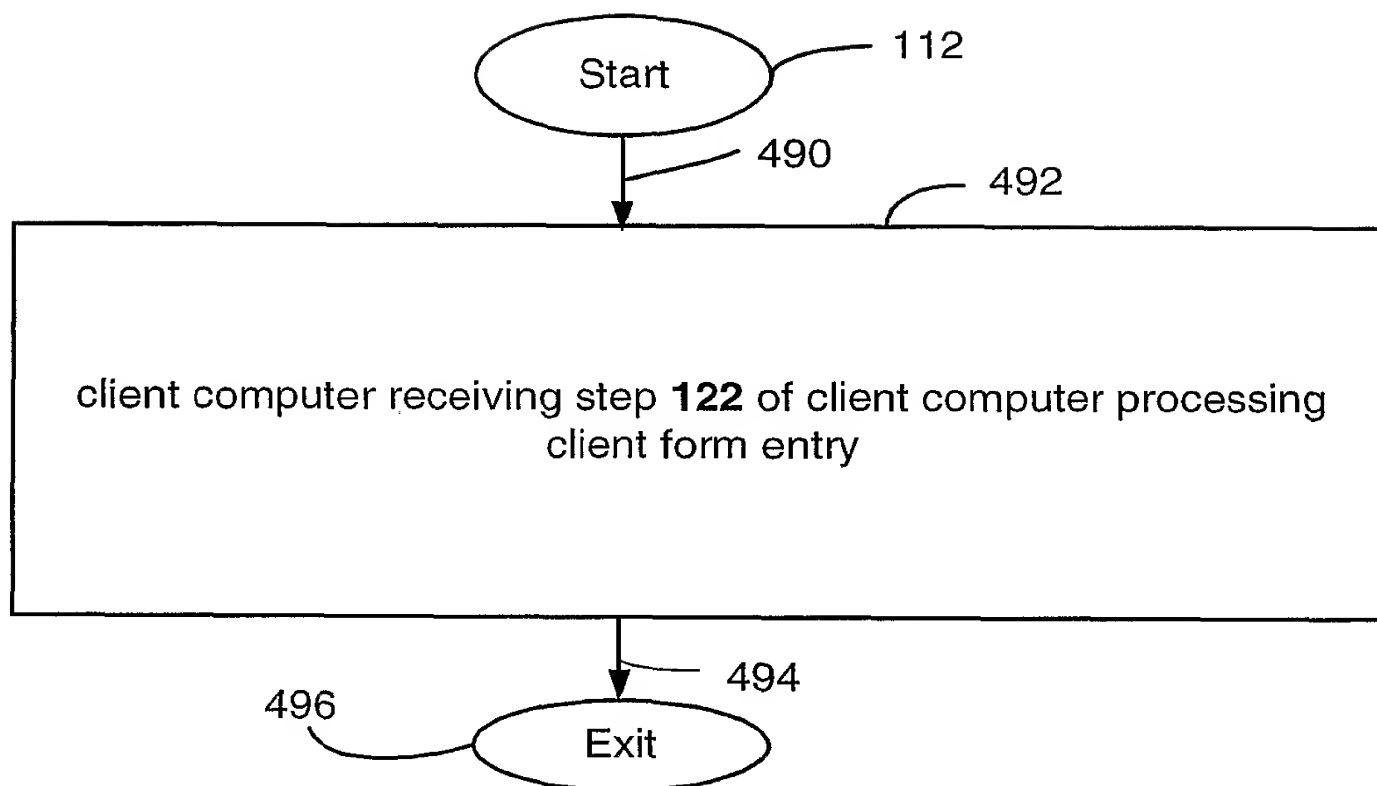 Start
112
490
492
client computer receiving step 122 of client computer processing
client form entry
494
496
Exit